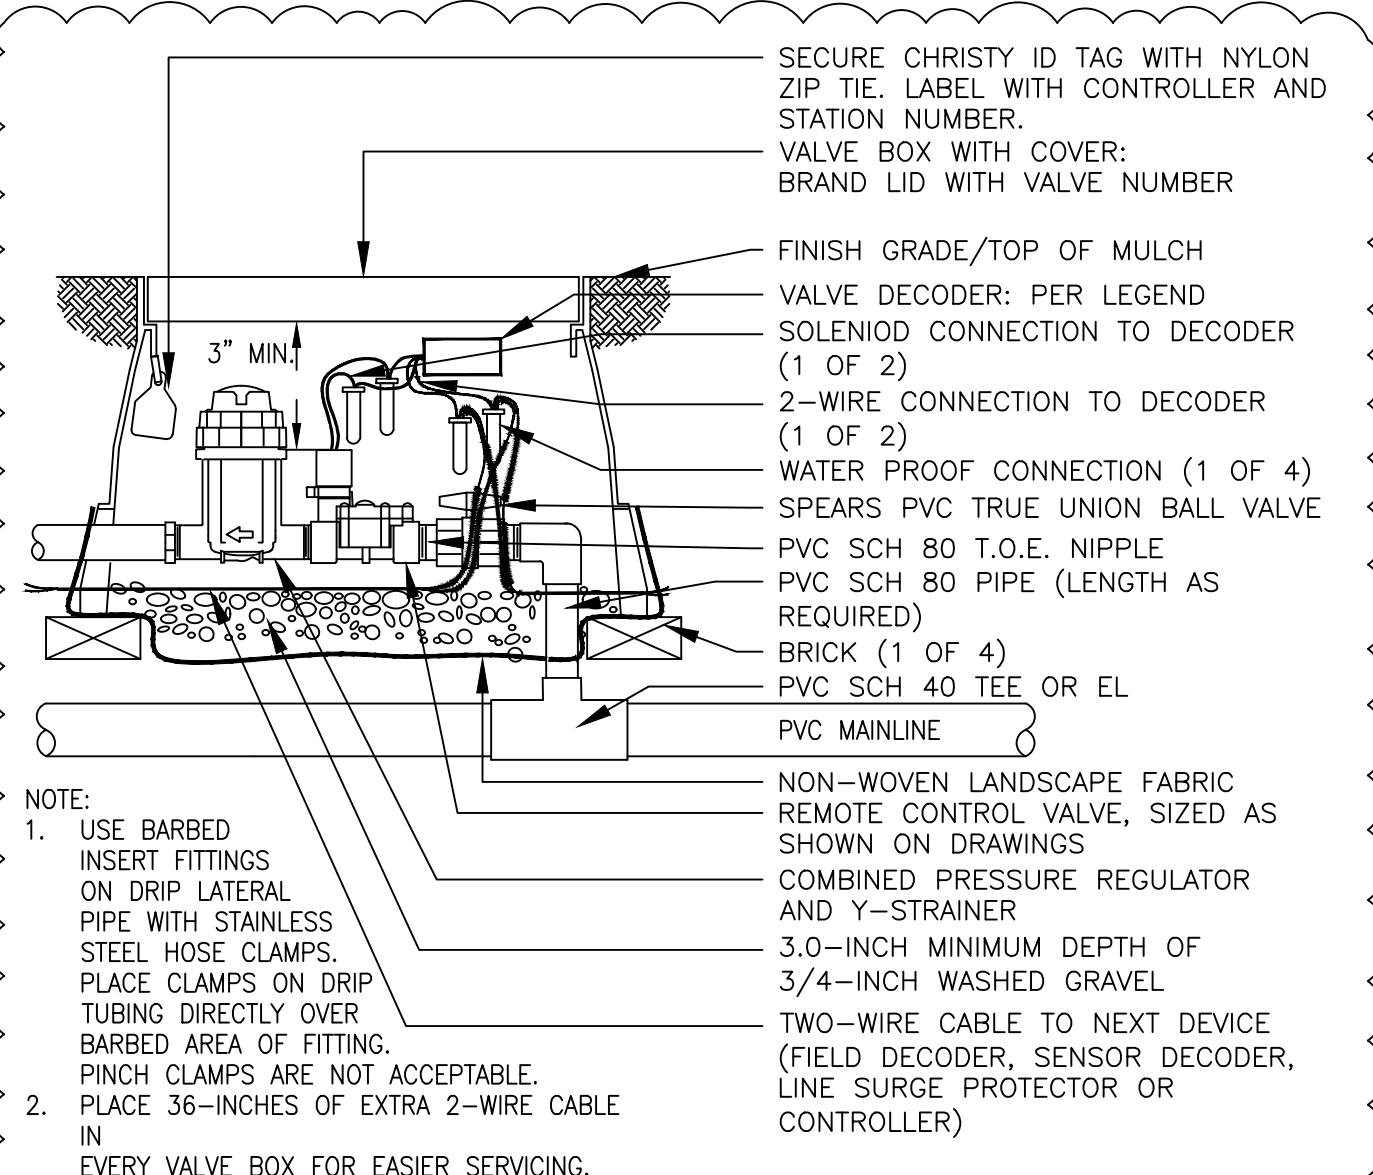 SECURE CHRISTY ID TAG WITH NYLON
ZIP TIE. LABEL WITH CONTROLLER AND
STATION NUMBER.
VALVE BOX WITH COVER:
BRAND LID WITH VALVE NUMBER
FINISH GRADE/TOP OF MULCH
VALVE DECODER: PER LEGEND
SOLENIOD CONNECTION TO DECODER
(1 OF 2)
3" MIN.
2-WIRE CONNECTION TO DECODER
(1 OF 2)
WATER PROOF CONNECTION (1 OF 4)
SPEARS PVC TRUE UNION BALL VALVE
PVC SCH 80 T.O.E. NIPPLE
PVC SCH 80 PIPE (LENGTH AS
REQUIRED)
BRICK (1 OF 4)
PVC SCH 40 TEE OR EL
PVC MAINLINE
NON-WOVEN LANDSCAPE FABRIC
REMOTE CONTROL VALVE, SIZED AS
SHOWN ON DRAWINGS
COMBINED PRESSURE REGULATOR
AND Y-STRAINER
3.0-INCH MINIMUM DEPTH OF
3/4-INCH WASHED GRAVEL
TWO-WIRE CABLE TO NEXT DEVICE
(FIELD DECODER, SENSOR DECODER,
LINE SURGE PROTECTOR OR
CONTROLLER)
NOTE:
1. USE BARBED
INSERT FITTINGS
ON DRIP LATERAL
PIPE WITH STAINLESS
STEEL HOSE CLAMPS.
PLACE CLAMPS ON DRIP
TUBING DIRECTLY OVER
BARBED AREA OF FITTING.
PINCH CLAMPS ARE NOT ACCEPTABLE.
2. PLACE 36-INCHES OF EXTRA 2-WIRE CABLE
IN
EVERY VALVE BOX FOR EASIER SERVICING.